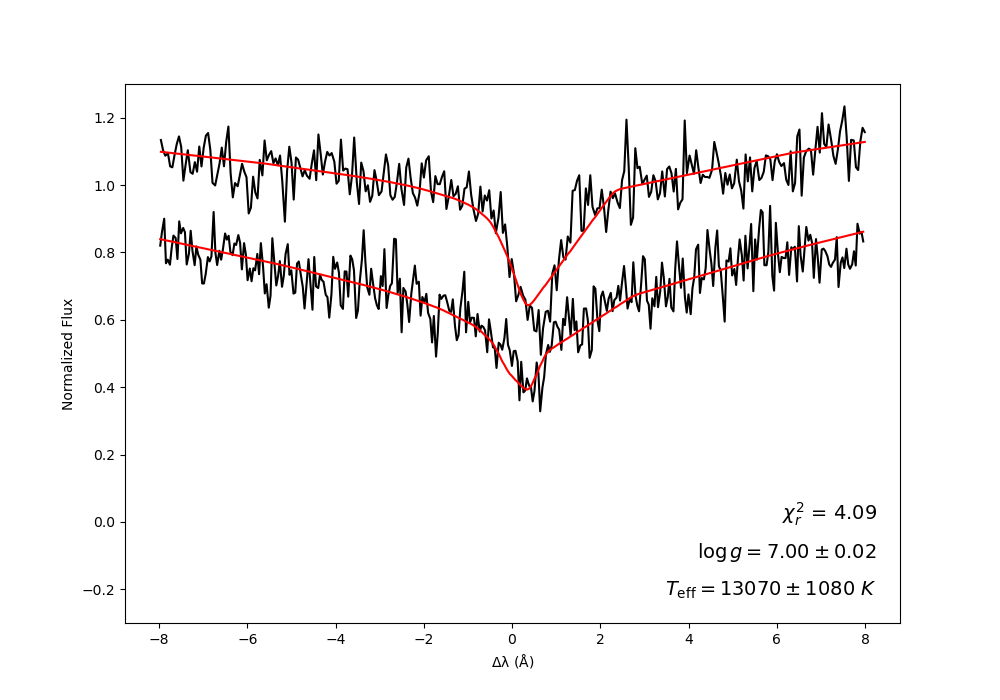 1.2
1.0
0.8
0.6
0.4
0.2
0.0
−0.2
Normalized Flux
χ²ᵣ = 4.09
log g = 7.00 ± 0.02
T_eff = 13070 ± 1080 K
−8 −6 −4 −2 0 2 4 6 8
Δλ (Å)